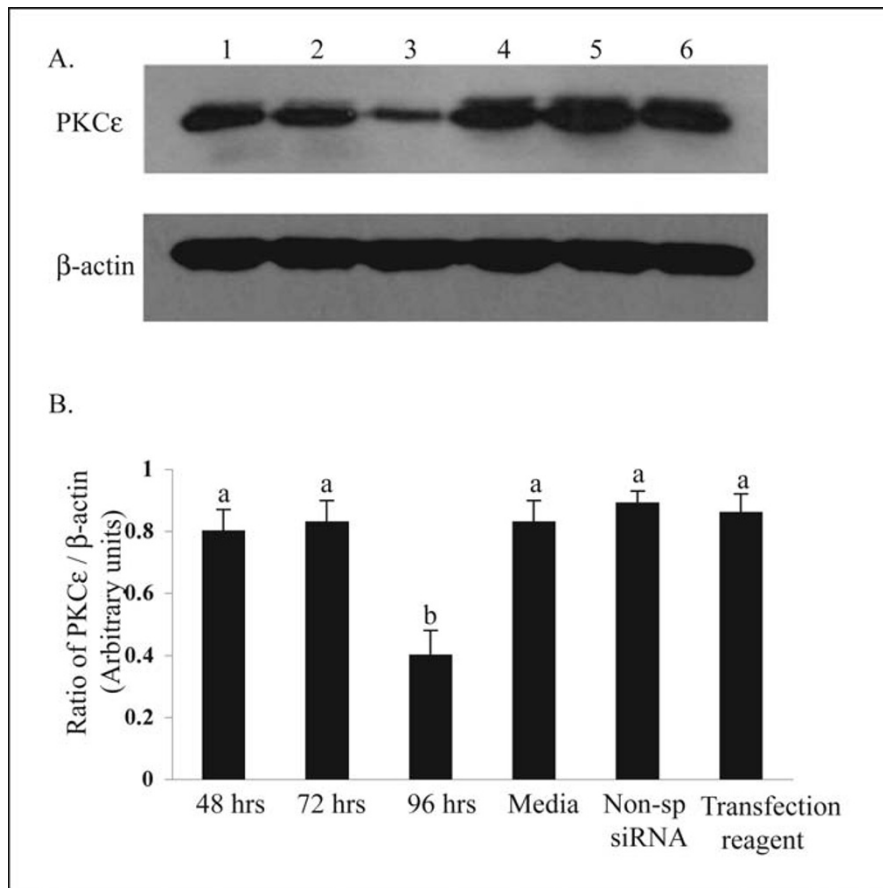 A.
1 2 3 4 5 6
PKCε
β-actin
B.
Ratio of PKCε / β-actin
(Arbitrary units)
1
0.8
0.6
0.4
0.2
0
a a b a a a
48 hrs 72 hrs 96 hrs Media Non-sp siRNA Transfection reagent